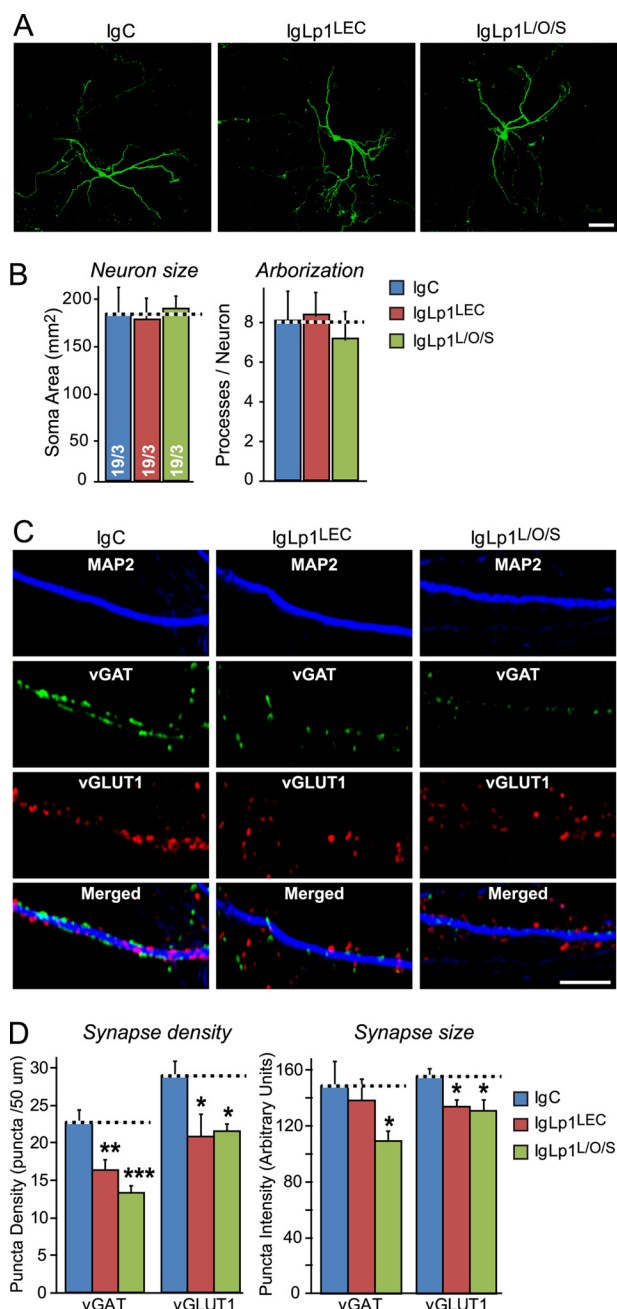 A
IgC IgLp1LEC IgLp1L/O/S
B
Neuron size Arborization
Soma Area (mm2)
200
150
100
50
0
19/3 19/3 19/3
Processes / Neuron
8
6
4
2
0
IgC
IgLp1LEC
IgLp1L/O/S
C
IgC IgLp1LEC IgLp1L/O/S
MAP2 MAP2 MAP2
vGAT vGAT vGAT
vGLUT1 vGLUT1 vGLUT1
Merged Merged Merged
D
Synapse density Synapse size
Puncta Density (puncta /50 um)
30
25
20
15
10
5
0
** *** * *
vGAT vGLUT1
Puncta Intensity (Arbitrary Units)
160
140
120
80
40
0
* * *
vGAT vGLUT1
IgC
IgLp1LEC
IgLp1L/O/S